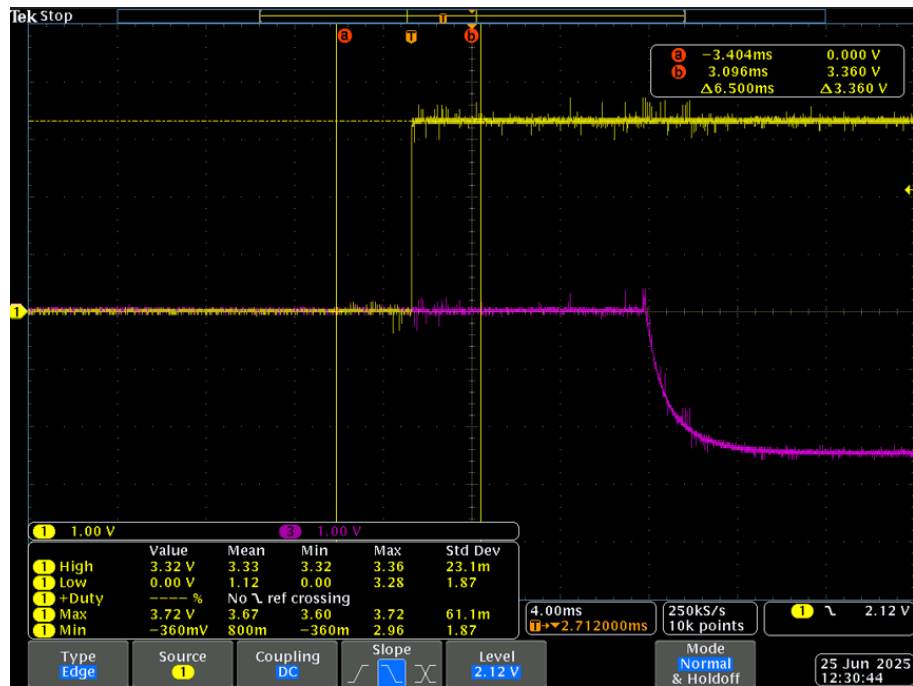 Tek Stop
T
a T b
a −3.404ms 0.000 V
b 3.096ms 3.360 V
Δ6.500ms Δ3.360 V
1
1 1.00 V 3 1.00 V
Value Mean Min Max Std Dev
1 High 3.32 V 3.33 3.32 3.36 23.1m
1 Low 0.00 V 1.12 0.00 3.28 1.87
1 +Duty −−−− % No ref crossing
1 Max 3.72 V 3.67 3.60 3.72 61.1m
1 Min −360mV 800m −360m 2.96 1.87
4.00ms 250kS/s 1 2.12 V
T→▼2.712000ms 10k points
Type Edge
Source 1
Coupling DC
Slope
Level 2.12 V
Mode Normal & Holdoff
25 Jun 2025
12:30:44